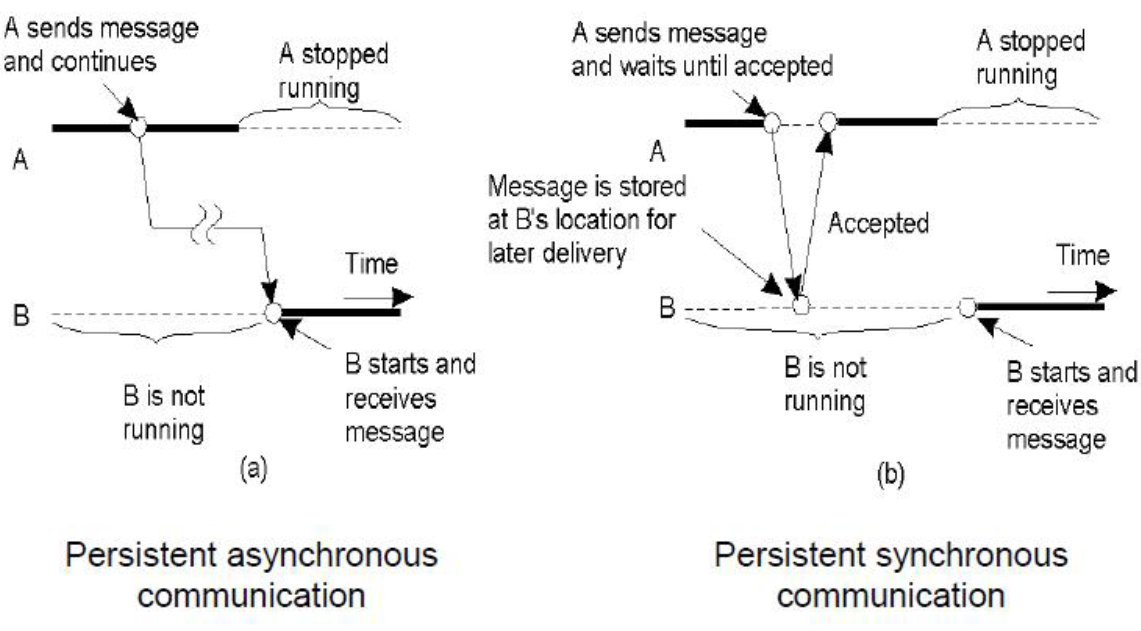 A sends message
and continues
A stopped
running
A
Time
B
B starts and
receives
message
B is not
running
(a)
Persistent asynchronous
communication
A sends message
and waits until accepted
A stopped
running
A
Message is stored
at B's location for
later delivery
Accepted
Time
B
B is not
running
B starts and
receives
message
(b)
Persistent synchronous
communication